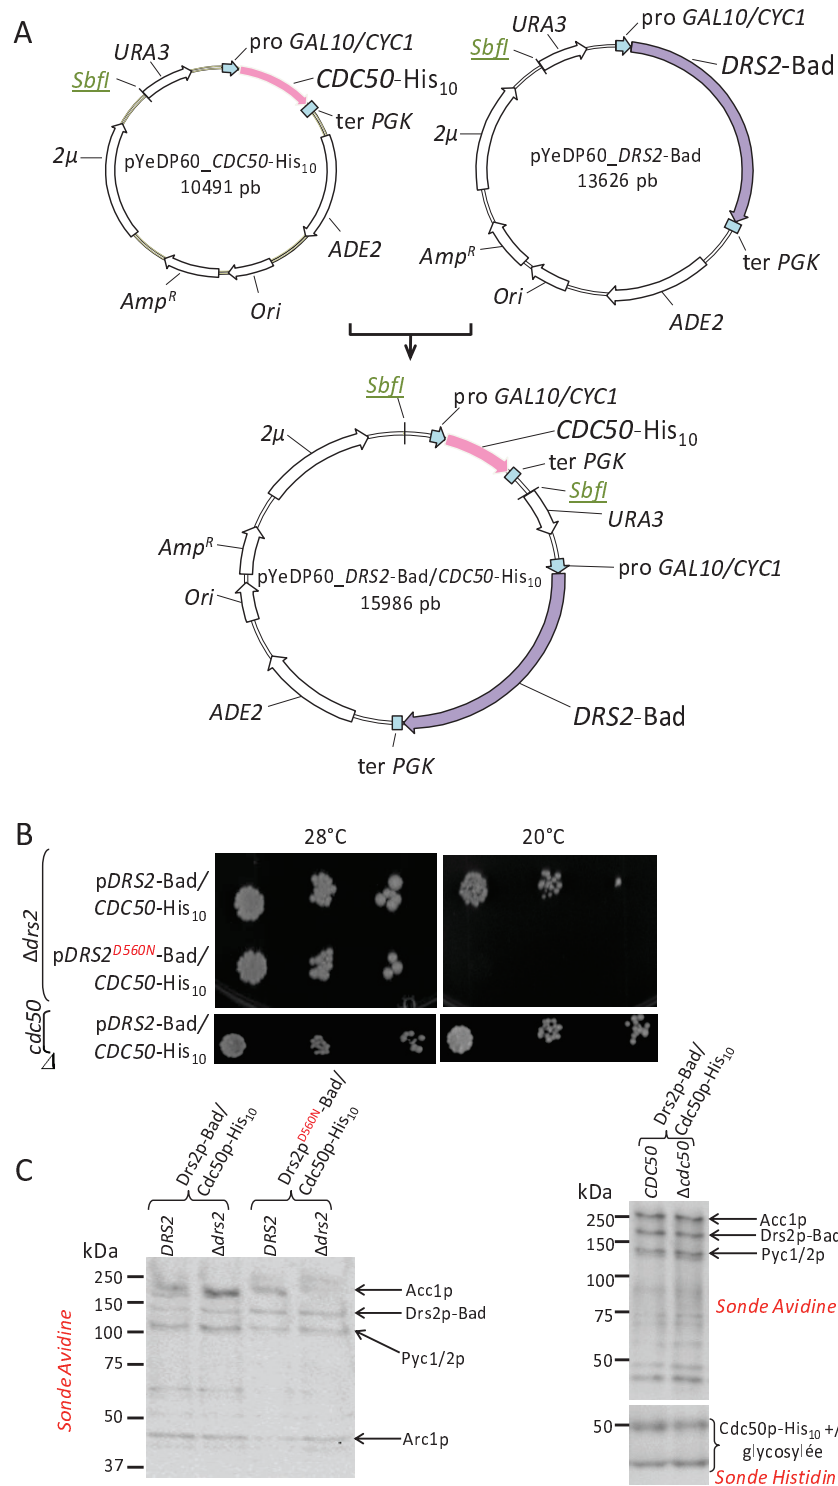 A
URA3
pro GAL10/CYC1
SbfI
CDC50-His10
ter PGK
2μ
pYeDP60_CDC50-His10
10491 pb
ADE2
AmpR
Ori
URA3
pro GAL10/CYC1
SbfI
DRS2-Bad
2μ
pYeDP60_DRS2-Bad
13626 pb
AmpR
ter PGK
Ori
ADE2
SbfI
pro GAL10/CYC1
2μ
CDC50-His10
ter PGK
SbfI
URA3
AmpR
pro GAL10/CYC1
pYeDP60_DRS2-Bad/CDC50-His10
Ori
15986 pb
ADE2
DRS2-Bad
ter PGK
B
28°C
20°C
Δdrs2
pDRS2-Bad/
CDC50-His10
pDRS2D560N-Bad/
CDC50-His10
Δ
cdc50
pDRS2-Bad/
CDC50-His10
C
Drs2p-Bad/
Cdc50p-His10
Drs2pD560N-Bad/
Cdc50p-His10
DRS2
Δdrs2
DRS2
Δdrs2
kDa
250
150
100
75
50
37
Sonde Avidine
Acc1p
Drs2p-Bad
Pyc1/2p
Arc1p
Drs2p-Bad/
Cdc50p-His10
CDC50
Δcdc50
kDa
250
150
100
75
50
Acc1p
Drs2p-Bad
Pyc1/2p
Sonde Avidine
50
Cdc50p-His10 +/
glycosylée
Sonde Histidin